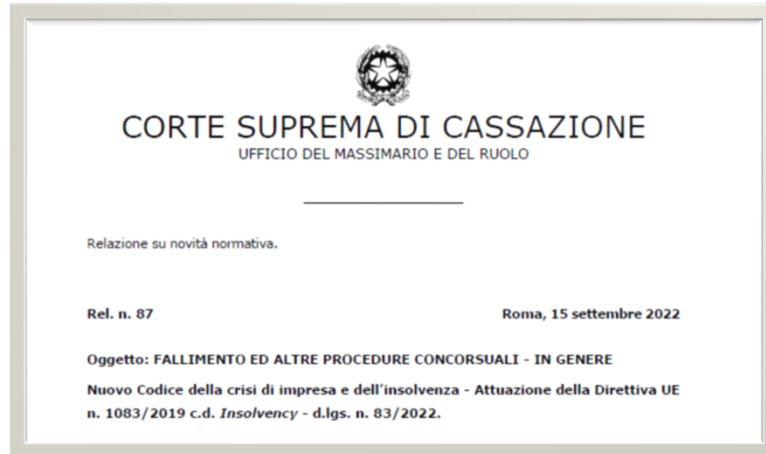 CORTE SUPREMA DI CASSAZIONE
UFFICIO DEL MASSIMARIO E DEL RUOLO
Relazione su novità normativa.
Rel. n. 87 Roma, 15 settembre 2022
Oggetto: FALLIMENTO ED ALTRE PROCEDURE CONCORSUALI - IN GENERE
Nuovo Codice della crisi di impresa e dell'insolvenza - Attuazione della Direttiva UE
n. 1083/2019 c.d. Insolvency - d.lgs. n. 83/2022.